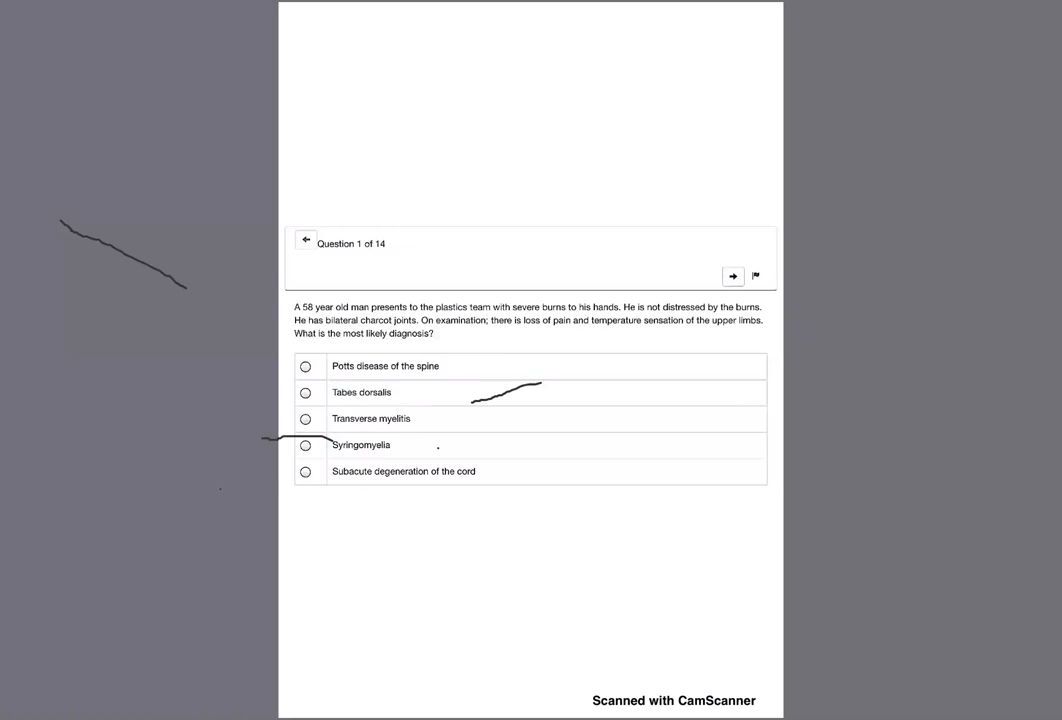 Question 1 of 14
A 58 year old man presents to the plastics team with severe burns to his hands. He is not distressed by the burns.
He has bilateral charcot joints. On examination; there is loss of pain and temperature sensation of the upper limbs.
What is the most likely diagnosis?
Potts disease of the spine
Tabes dorsalis
Transverse myelitis
Syringomyelia
Subacute degeneration of the cord
Scanned with CamScanner